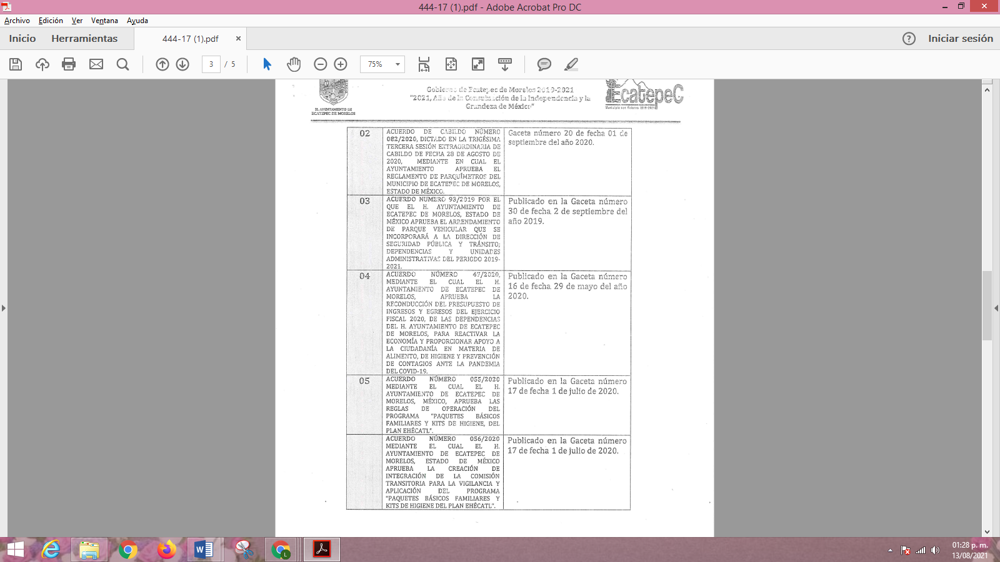 444-17 (1).pdf - Adobe Acrobat Pro DC
Archivo Edición Ver Ventana Ayuda
Inicio Herramientas 444-17 (1).pdf × ? Iniciar sesión
3 / 5 75%
Gobierno de Ecatepec de Morelos 2019-2021
"2021, Año de la Consumación de la Independencia y la
Grandeza de México"
H. AYUNTAMIENTO DE
ECATEPEC DE MORELOS
EcatepeC
Municipio con Valores 2019-2021
02
ACUERDO DE CABILDO NÚMERO
082/2020, DICTADO EN LA TRIGÉSIMA
TERCERA SESIÓN EXTRAORDINARIA DE
CABILDO DE FECHA 28 DE AGOSTO DE
2020, MEDIANTE EN CUAL EL
AYUNTAMIENTO APRUEBA EL
REGLAMENTO DE PARQUÍMETROS DEL
MUNICIPIO DE ECATEPEC DE MORELOS,
ESTADO DE MÉXICO.
Gaceta número 20 de fecha 01 de
septiembre del año 2020.
03
ACUERDO NUMERO 93/2019 POR EL
QUE EL H. AYUNTAMIENTO DE
ECATEPEC DE MORELOS, ESTADO DE
MÉXICO APRUEBA EL ARRENDAMIENTO
DE PARQUE VEHICULAR QUE SE
INCORPORARÁ A LA DIRECCIÓN DE
SEGURIDAD PÚBLICA Y TRÁNSITO;
DEPENDENCIAS Y UNIDADES
ADMINISTRATIVAS DEL PERIODO 2019-
2021.
Publicado en la Gaceta número
30 de fecha 2 de septiembre del
año 2019.
04
ACUERDO NÚMERO 47/2020,
MEDIANTE EL CUAL EL H.
AYUNTAMIENTO DE ECATEPEC DE
MORELOS, APRUEBA LA
RECONDUCCIÓN DEL PRESUPUESTO DE
INGRESOS Y EGRESOS DEL EJERCICIO
FISCAL 2020, DE LAS DEPENDENCIAS
DEL H. AYUNTAMIENTO DE ECATEPEC
DE MORELOS, PARA REACTIVAR LA
ECONOMÍA Y PROPORCIONAR APOYO A
LA CIUDADANÍA EN MATERIA DE
ALIMENTO, DE HIGIENE Y PREVENCIÓN
DE CONTAGIOS ANTE LA PANDEMIA
DEL COVID-19.
Publicado en la Gaceta número
16 de fecha 29 de mayo del año
2020.
05
ACUERDO NÚMERO 055/2020
MEDIANTE EL CUAL EL H.
AYUNTAMIENTO DE ECATEPEC DE
MORELOS, MÉXICO, APRUEBA LAS
REGLAS DE OPERACIÓN DEL
PROGRAMA "PAQUETES BÁSICOS
FAMILIARES Y KITS DE HIGIENE, DEL
PLAN EHÉCATL".
Publicado en la Gaceta número
17 de fecha 1 de julio de 2020.
ACUERDO NÚMERO 056/2020
MEDIANTE EL CUAL EL H.
AYUNTAMIENTO DE ECATEPEC DE
MORELOS, ESTADO DE MÉXICO
APRUEBA LA CREACIÓN DE
INTEGRACIÓN DE LA COMISIÓN
TRANSITORIA PARA LA VIGILANCIA Y
APLICACIÓN DEL PROGRAMA
"PAQUETES BÁSICOS FAMILIARES Y
KITS DE HIGIENE DEL PLAN EHÉCATL".
Publicado en la Gaceta número
17 de fecha 1 de julio de 2020.
01:28 p. m.
13/08/2021